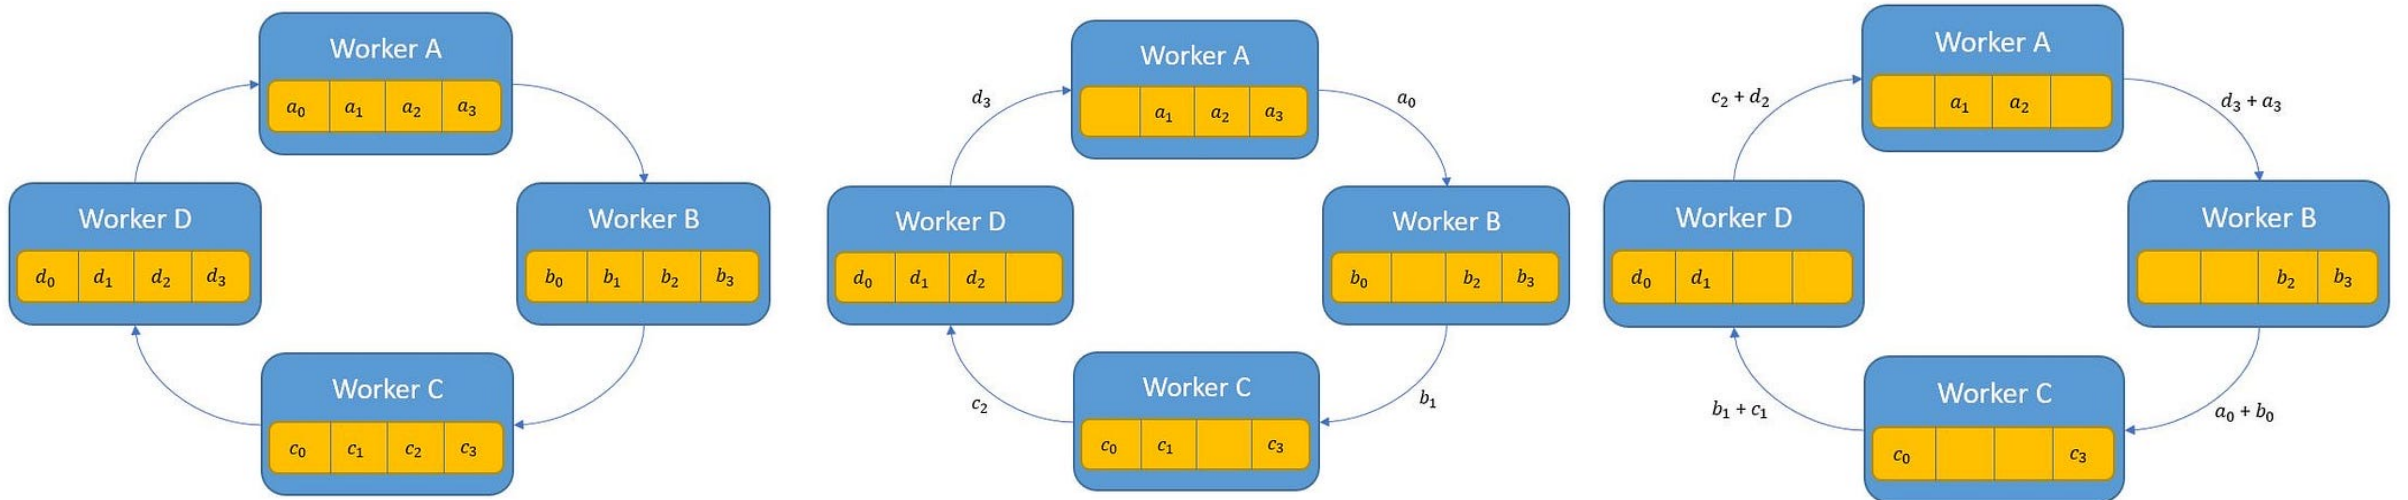 Worker A
a₀ a₁ a₂ a₃
Worker D
d₀ d₁ d₂ d₃
Worker B
b₀ b₁ b₂ b₃
Worker C
c₀ c₁ c₂ c₃
Worker A
a₁ a₂ a₃
d₃
a₀
Worker D
d₀ d₁ d₂
Worker B
b₀ b₂ b₃
c₂
b₁
Worker C
c₀ c₁ c₃
Worker A
a₁ a₂
c₂ + d₂
d₃ + a₃
Worker D
d₀ d₁
Worker B
b₂ b₃
b₁ + c₁
a₀ + b₀
Worker C
c₀ c₃